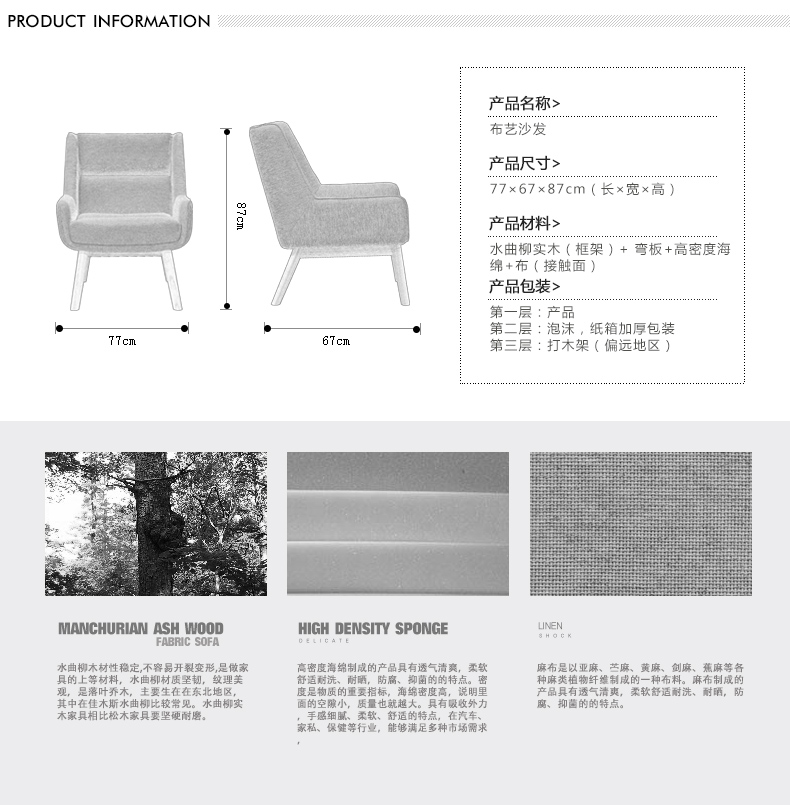 PRODUCT INFORMATION
产品名称>
布艺沙发
产品尺寸>
77×67×87cm（长×宽×高）
产品材料>
水曲柳实木（框架）+ 弯板+高密度海
绵+布（接触面）
产品包装>
第一层：产品
第二层：泡沫，纸箱加厚包装
第三层：打木架（偏远地区）
87cm
77cm
67cm
MANCHURIAN ASH WOOD
FABRIC SOFA
水曲柳木材性稳定,不容易开裂变形,是做家
具的上等材料，水曲柳材质坚韧，纹理美
观，是落叶乔木，主要生在在东北地区，
其中在佳木斯水曲柳比较常见。水曲柳实
木家具相比松木家具要坚硬耐磨。
HIGH DENSITY SPONGE
DELICATE
高密度海绵制成的产品具有透气清爽，柔软
舒适耐洗、耐晒，防腐、抑菌的的特点。密
度是物质的重要指标，海绵密度高，说明里
面的空隙小，质量也就越大。具有吸收外力
，手感细腻、柔软、舒适的特点，在汽车、
家私、保健等行业，能够满足多种市场需求
，
LINEN
SHOCK
麻布是以亚麻、苎麻、黄麻、剑麻、蕉麻等各
种麻类植物纤维制成的一种布料。麻布制成的
产品具有透气清爽，柔软舒适耐洗、耐晒，防
腐、抑菌的的特点。